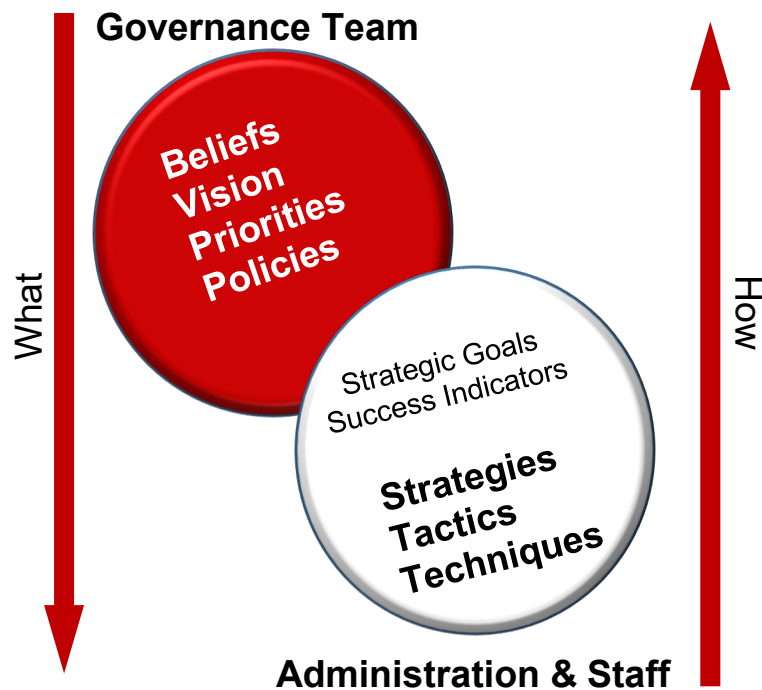 Governance Team
Beliefs
Vision
Priorities
Policies
What
How
Strategic Goals
Success Indicators
Strategies
Tactics
Techniques
Administration & Staff